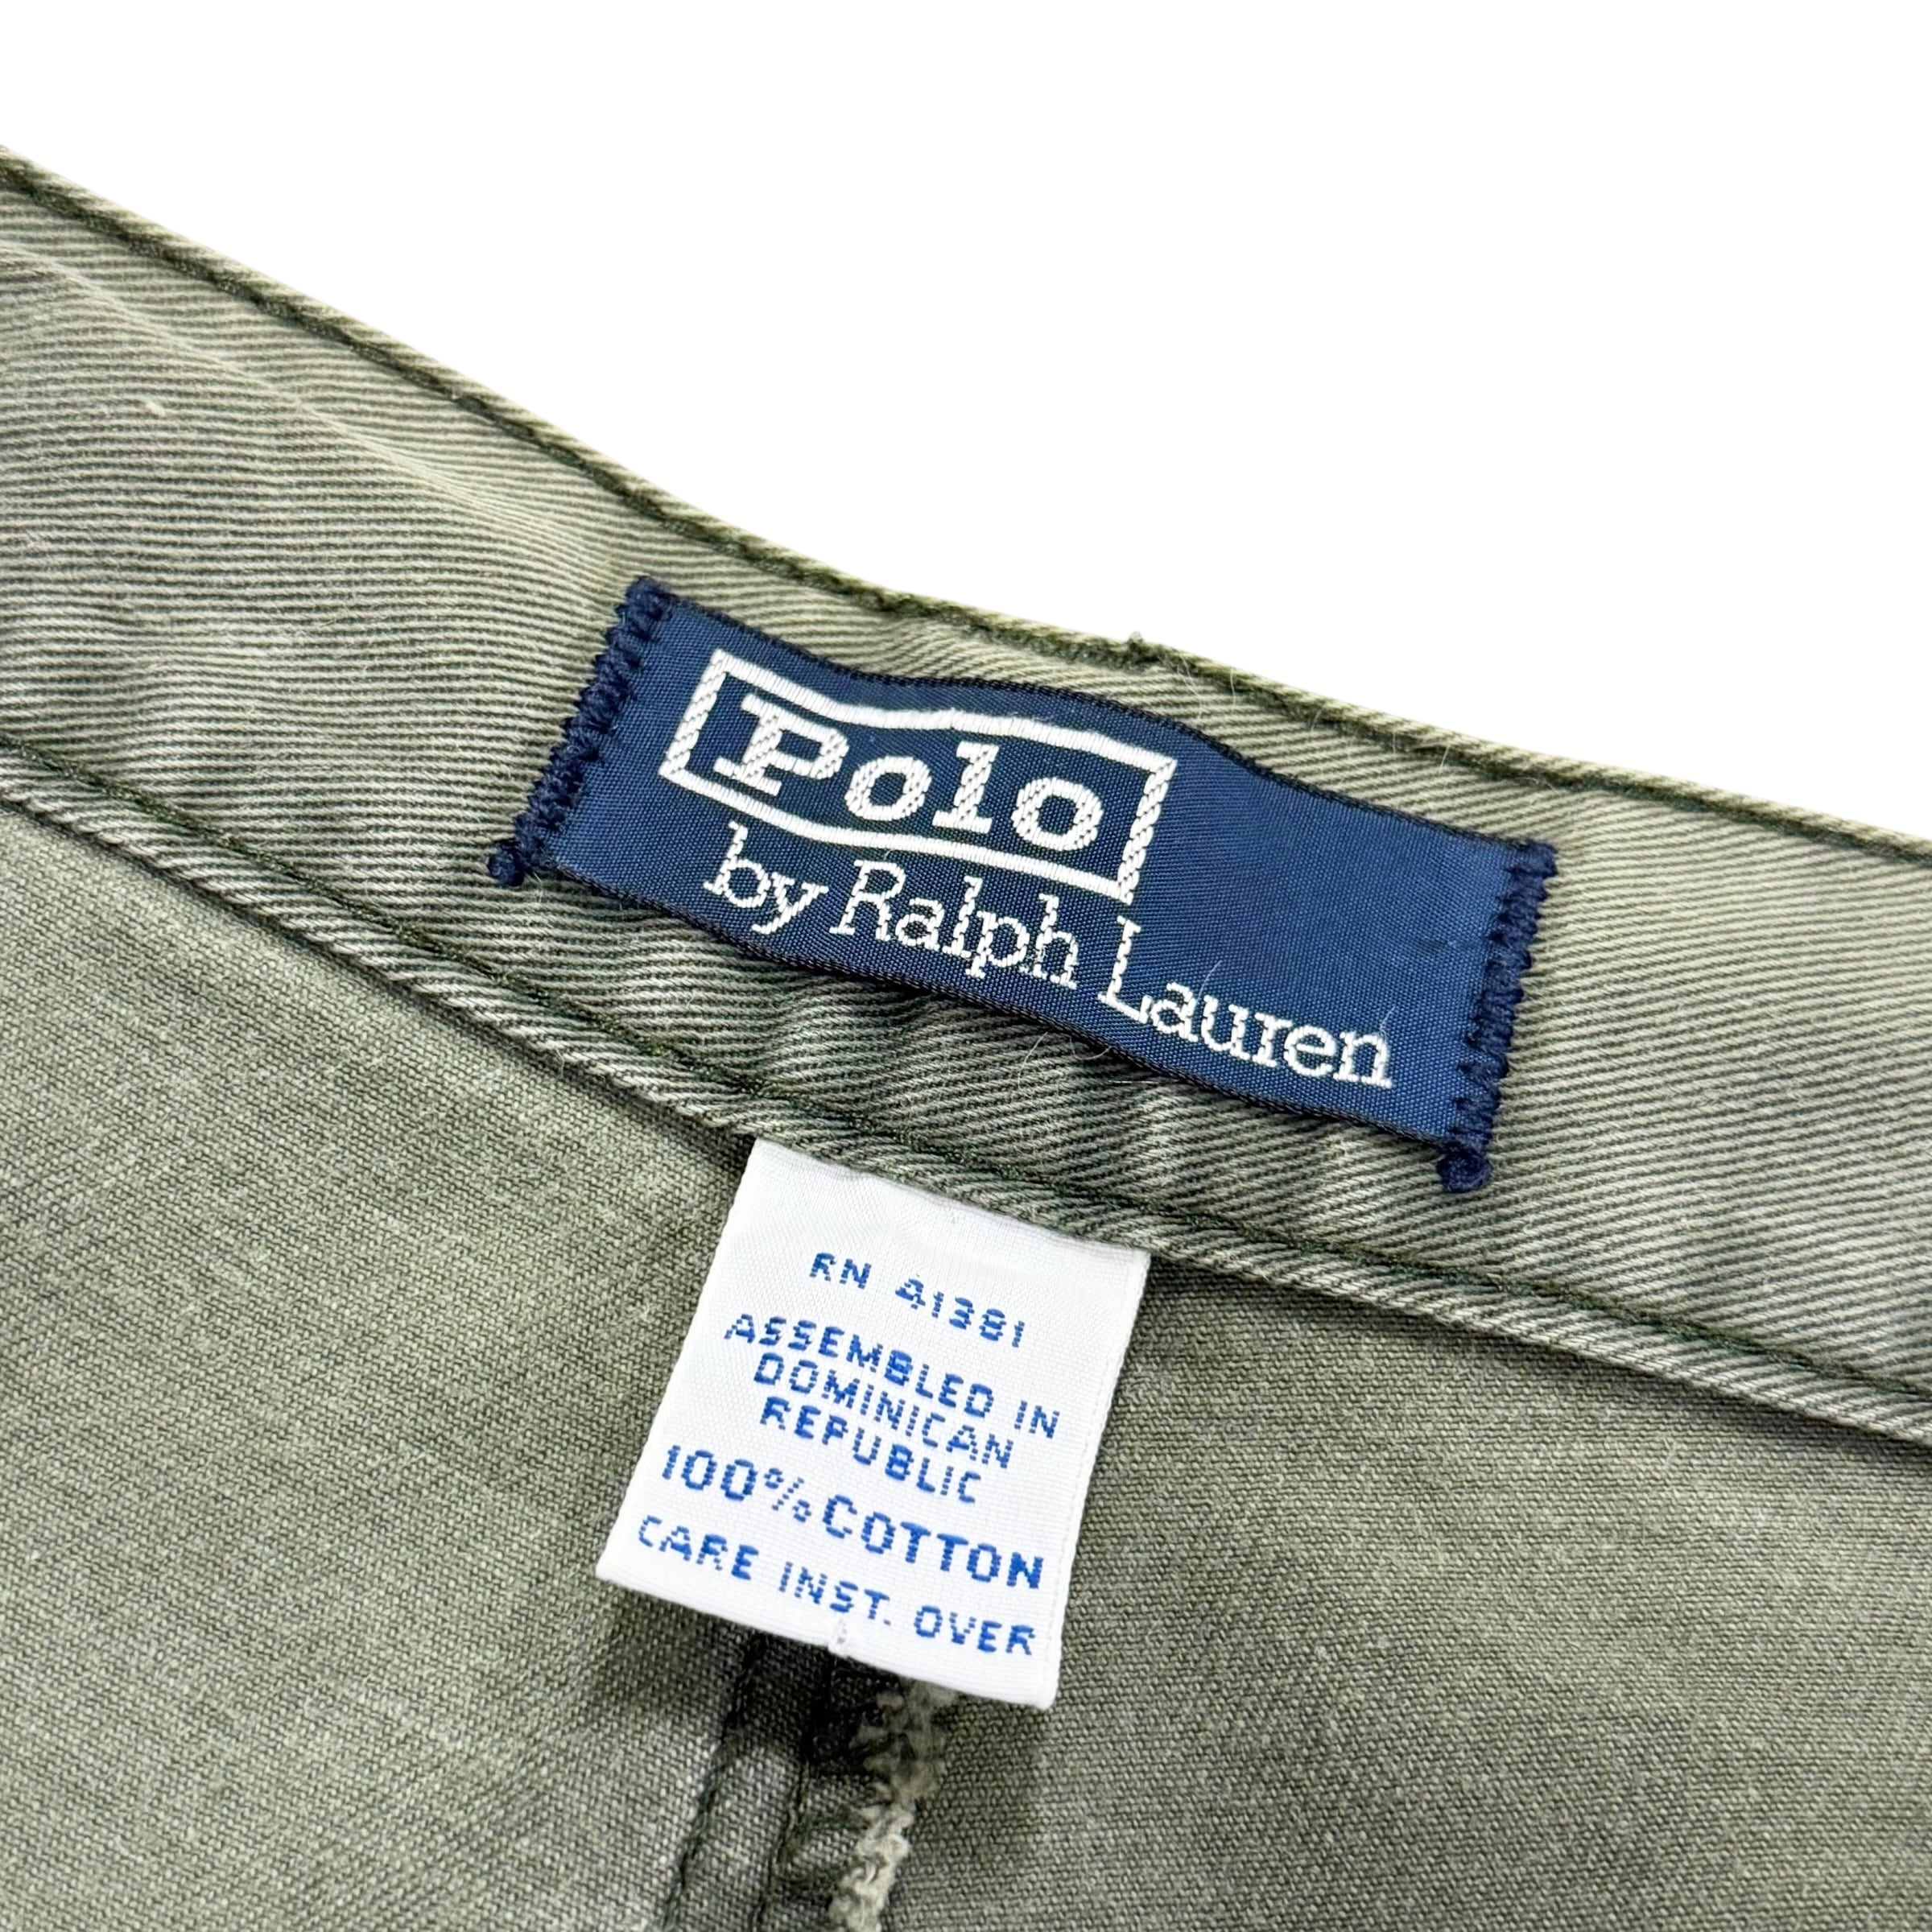 Polo
by Ralph Lauren
RN 41381
ASSEMBLED IN
DOMINICAN
REPUBLIC
100% COTTON
CARE INST. OVER